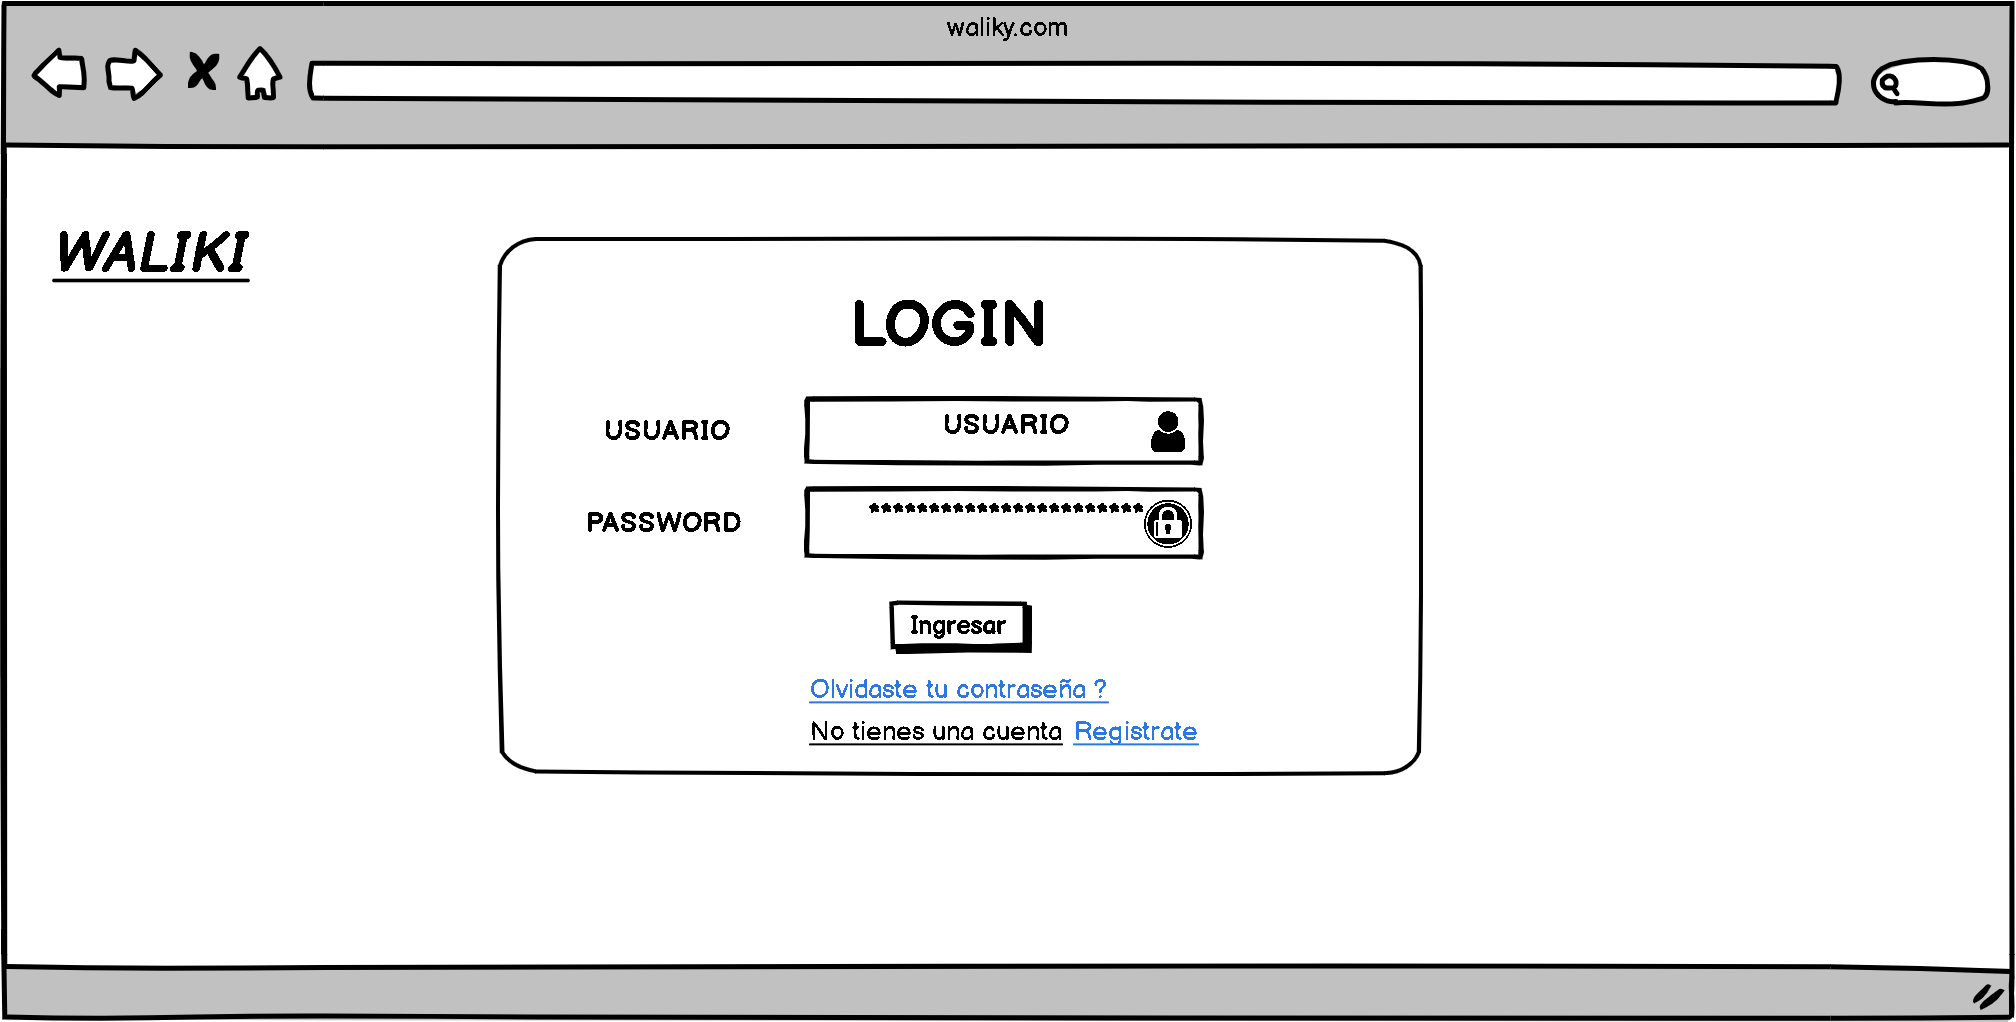 waliky.com
WALIKI
LOGIN
USUARIO USUARIO
PASSWORD ***********************
Ingresar
Olvidaste tu contraseña ?
No tienes una cuenta Registrate